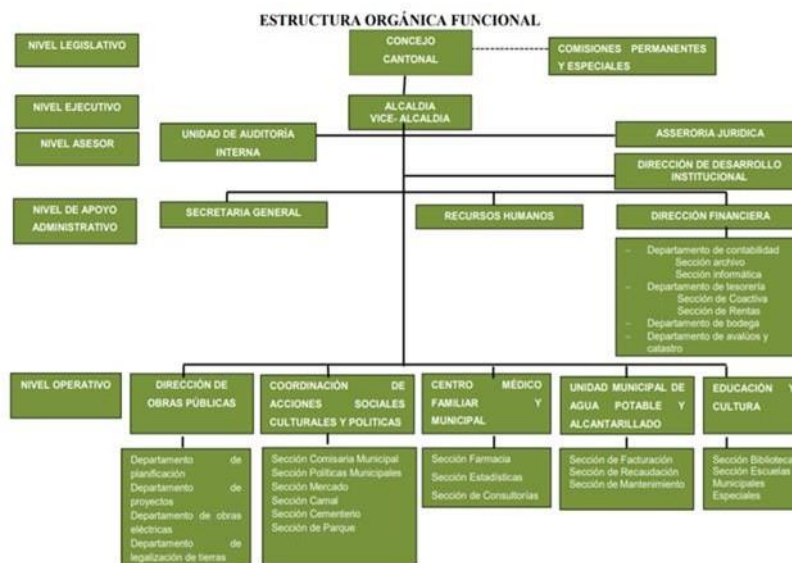 ESTRUCTURA ORGÁNICA FUNCIONAL
NIVEL LEGISLATIVO
CONCEJO
CANTONAL
COMISIONES PERMANENTES
Y ESPECIALES
NIVEL EJECUTIVO
ALCALDIA
VICE- ALCALDIA
NIVEL ASESOR
UNIDAD DE AUDITORÍA
INTERNA
ASSERORIA JURIDICA
DIRECCIÓN DE DESARROLLO
INSTITUCIONAL
NIVEL DE APOYO
ADMINISTRATIVO
SECRETARIA GENERAL
RECURSOS HUMANOS
DIRECCIÓN FINANCIERA
– Departamento de contabilidad
Sección archivo
Sección informática
– Departamento de tesorería
Sección de Coactiva
Sección de Rentas
– Departamento de bodega
– Departamento de avalúos y
catastro
NIVEL OPERATIVO
DIRECCIÓN DE
OBRAS PÚBLICAS
COORDINACIÓN DE
ACCIONES SOCIALES
CULTURALES Y POLITICAS
CENTRO MÉDICO
FAMILIAR Y
MUNICIPAL
UNIDAD MUNICIPAL DE
AGUA POTABLE Y
ALCANTARILLADO
EDUCACIÓN Y
CULTURA
Departamento de
planificación
Departamento de
proyectos
Departamento de obras
eléctricas
Departamento de
legalización de tierras
Sección Comisaria Municipal
Sección Políticas Municipales
Sección Mercado
Sección Camal
Sección Cementerio
Sección de Parque
Sección Farmacia
Sección Estadísticas
Sección de Consultorías
Sección de Facturación
Sección de Recaudación
Sección de Mantenimiento
Sección Biblioteca
Sección Escuelas
Municipales
Especiales